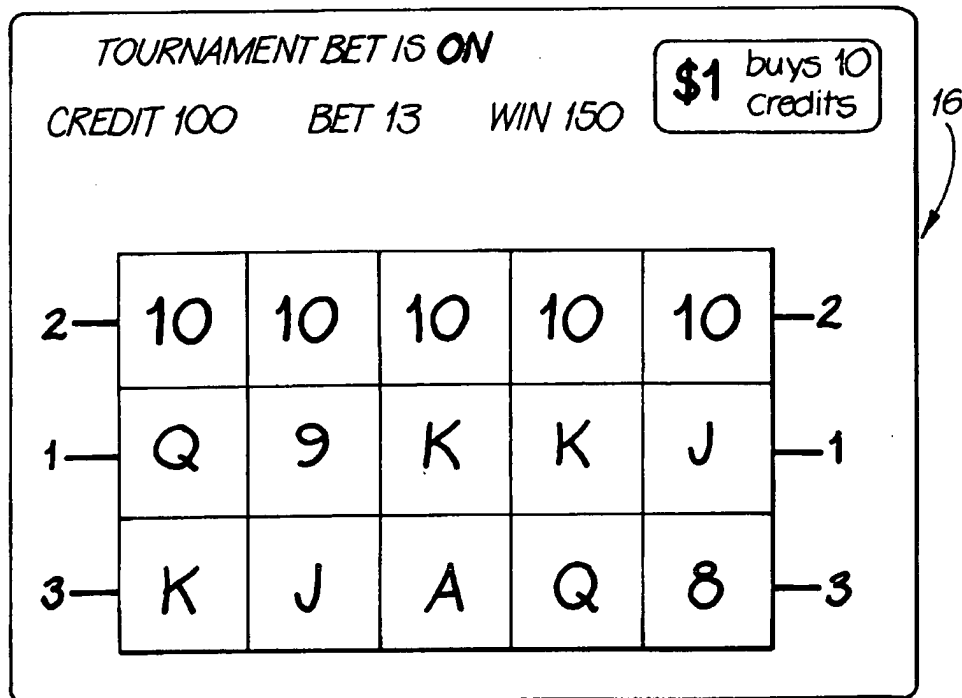 TOURNAMENT BET IS ON
$1 buys 10 credits
CREDIT 100 BET 13 WIN 150
16
2 10 10 10 10 10 2
1 Q 9 K K J 1
3 K J A Q 8 3